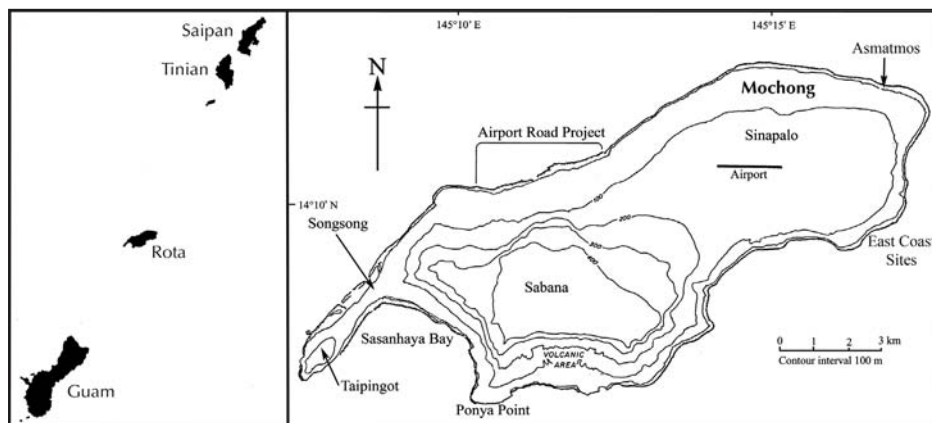 Saipan
Tinian
Rota
Guam
145°10'
145°15'
N
Asmatmos
Mochong
Sinapalo
Airport Road Project
Airport
14°10'
Songsong
100
200
300
400
East Coast
Sites
Sabana
Sasanhaya Bay
VOLCANIC
AREA
Taipingot
Ponya Point
0 1 2 3 km
Contour interval 100 m